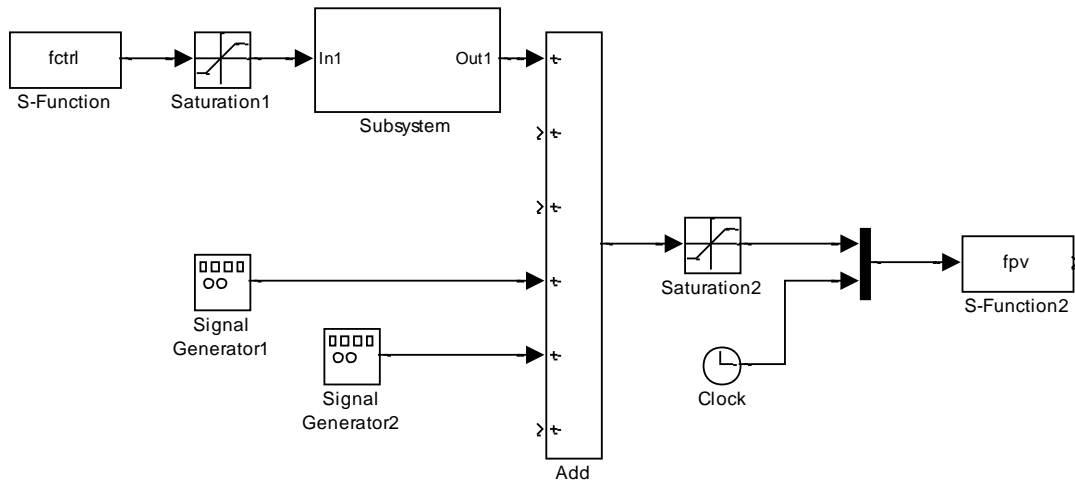 fctrl
S-Function
Saturation1
In1
Out1
Subsystem
+
+
+
+
+
+
Add
Signal
Generator1
Signal
Generator2
Saturation2
Clock
fpv
S-Function2